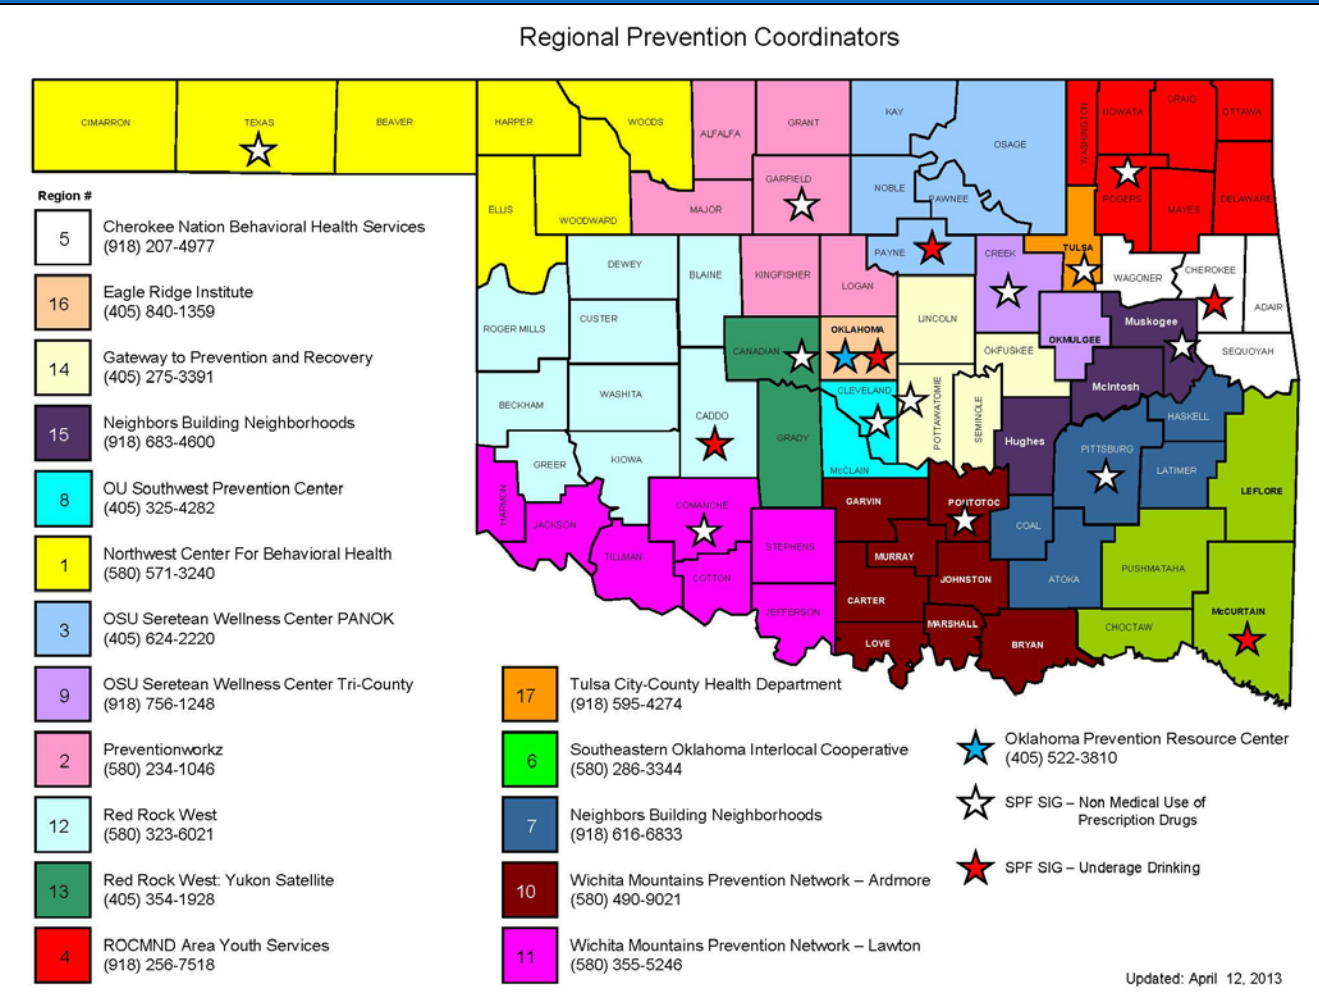 Regional Prevention Coordinators
CIMARRON
TEXAS
BEAVER
HARPER
WOODS
ALFALFA
GRANT
KAY
OSAGE
WASHINGTON
NOWATA
CRAIG
OTTAWA
ELLIS
WOODWARD
MAJOR
GARFIELD
NOBLE
PAWNEE
ROGERS
MAYES
DELAWARE
DEWEY
BLAINE
KINGFISHER
LOGAN
PAYNE
CREEK
TULSA
WAGONER
CHEROKEE
ADAIR
ROGER MILLS
CUSTER
CANADIAN
OKLAHOMA
LINCOLN
OKFUSKEE
OKMULGEE
Muskogee
SEQUOYAH
BECKHAM
WASHITA
CADDO
GRADY
CLEVELAND
McCLAIN
POTTAWATOMIE
SEMINOLE
Hughes
McIntosh
HASKELL
PITTSBURG
LATIMER
LEFLORE
GREER
KIOWA
HARMON
JACKSON
TILLMAN
COMANCHE
COTTON
STEPHENS
JEFFERSON
GARVIN
PONTOTOC
MURRAY
JOHNSTON
CARTER
LOVE
MARSHALL
BRYAN
COAL
ATOKA
PUSHMATAHA
CHOCTAW
McCURTAIN
Region #
5 Cherokee Nation Behavioral Health Services
(918) 207-4977
16 Eagle Ridge Institute
(405) 840-1359
14 Gateway to Prevention and Recovery
(405) 275-3391
15 Neighbors Building Neighborhoods
(918) 683-4600
8 OU Southwest Prevention Center
(405) 325-4282
1 Northwest Center For Behavioral Health
(580) 571-3240
3 OSU Seretean Wellness Center PANOK
(405) 624-2220
9 OSU Seretean Wellness Center Tri-County
(918) 756-1248
2 Preventionworkz
(580) 234-1046
12 Red Rock West
(580) 323-6021
13 Red Rock West: Yukon Satellite
(405) 354-1928
4 ROCMND Area Youth Services
(918) 256-7518
17 Tulsa City-County Health Department
(918) 595-4274
6 Southeastern Oklahoma Interlocal Cooperative
(580) 286-3344
7 Neighbors Building Neighborhoods
(918) 616-6833
10 Wichita Mountains Prevention Network – Ardmore
(580) 490-9021
11 Wichita Mountains Prevention Network – Lawton
(580) 355-5246
Oklahoma Prevention Resource Center
(405) 522-3810
SPF SIG – Non Medical Use of
Prescription Drugs
SPF SIG – Underage Drinking
Updated: April 12, 2013